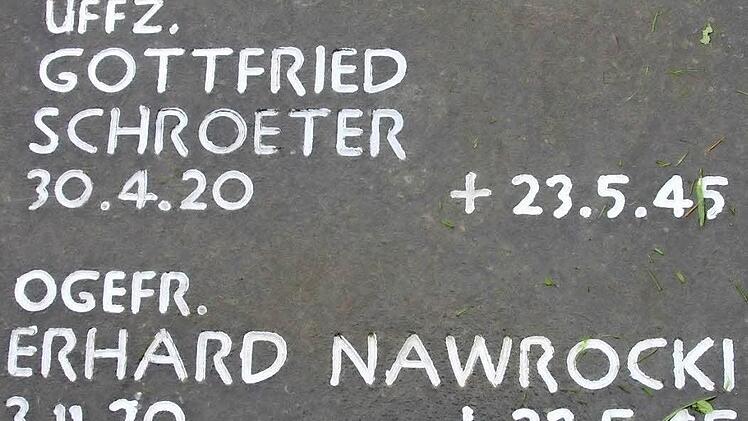 UFFZ.
GOTTFRIED
SCHROETER
30.4.20 + 23.5.45
OGEFR.
ERHARD NAWROCKI